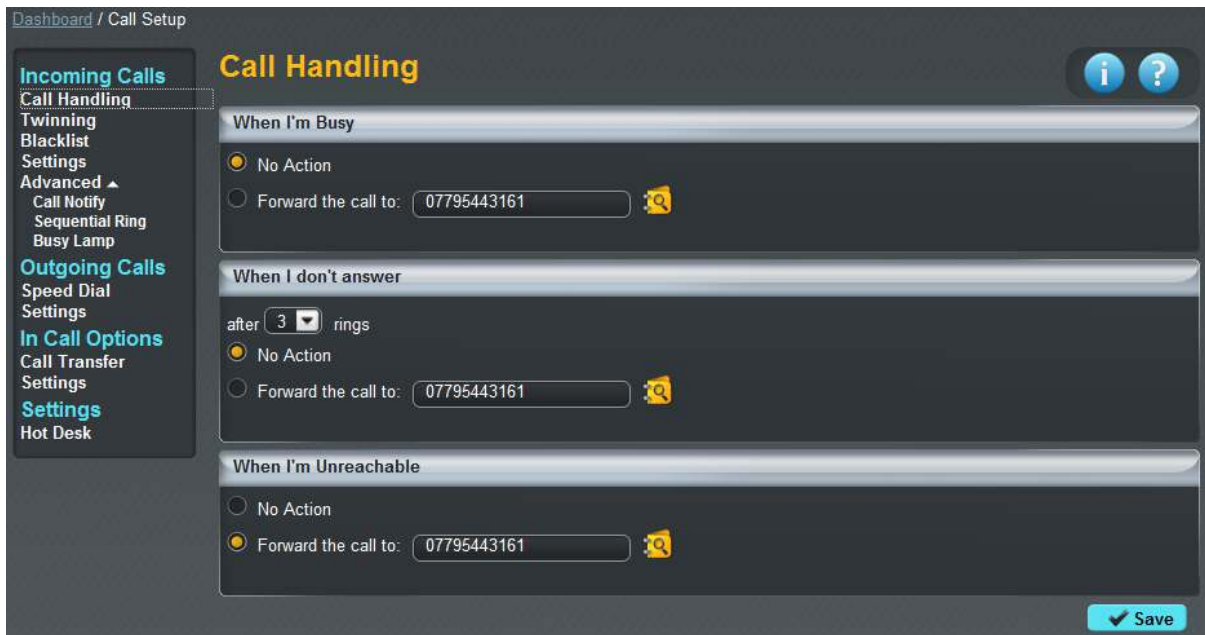 Dashboard / Call Setup
Incoming Calls
Call Handling
Twinning
Blacklist
Settings
Advanced
Call Notify
Sequential Ring
Busy Lamp
Outgoing Calls
Speed Dial
Settings
In Call Options
Call Transfer
Settings
Settings
Hot Desk
Call Handling
i ?
When I'm Busy
No Action
Forward the call to: 07795443161
When I don't answer
after 3 rings
No Action
Forward the call to: 07795443161
When I'm Unreachable
No Action
Forward the call to: 07795443161
Save